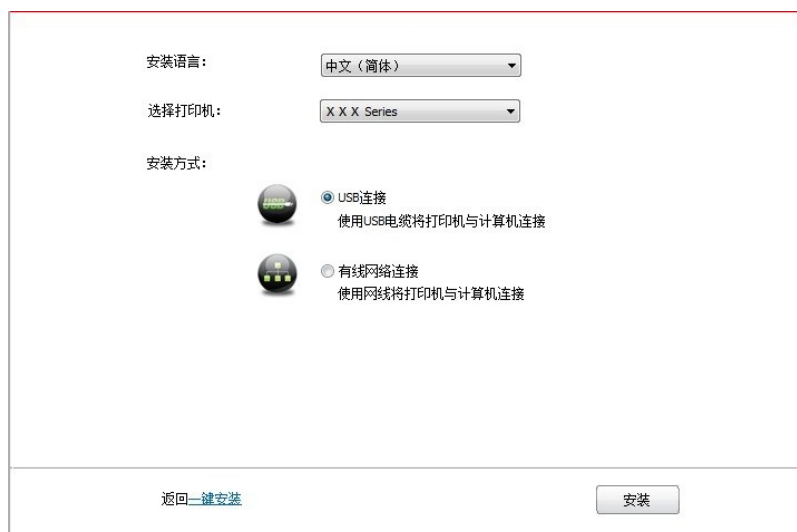 安装语言：
中文（简体）
选择打印机：
X X X Series
安装方式：
USB
USB连接
使用USB电缆将打印机与计算机连接
有线网络连接
使用网线将打印机与计算机连接
返回一键安装
安装